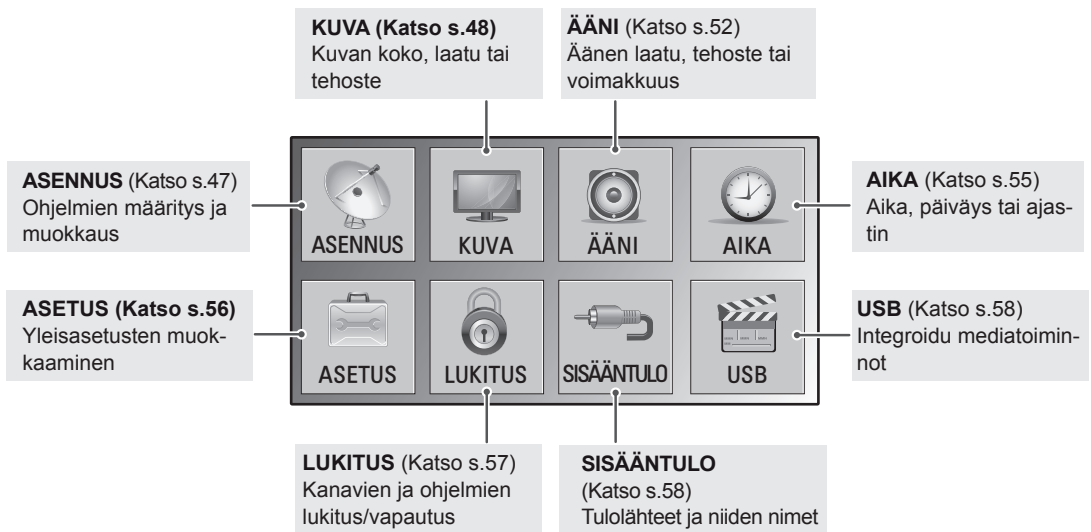 KUVA (Katso s.48)
Kuvan koko, laatu tai
tehoste
ÄÄNI (Katso s.52)
Äänen laatu, tehoste tai
voimakkuus
ASENNUS (Katso s.47)
Ohjelmien määritys ja
muokkaus
ASENNUS
KUVA
ÄÄNI
AIKA
AIKA (Katso s.55)
Aika, päiväys tai ajas-
tin
ASETUS (Katso s.56)
Yleisasetusten muok-
kaaminen
ASETUS
LUKITUS
SISÄÄNTULO
USB
USB (Katso s.58)
Integroidu mediatoimin-
not
LUKITUS (Katso s.57)
Kanavien ja ohjelmien
lukitus/vapautus
SISÄÄNTULO
(Katso s.58)
Tulolähteet ja niiden nimet